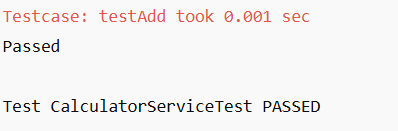 Testcase: testAdd took 0.001 sec
Passed
Test CalculatorServiceTest PASSED